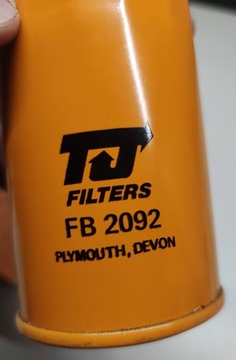 TJ
FILTERS
FB 2092
PLYMOUTH, DEVON